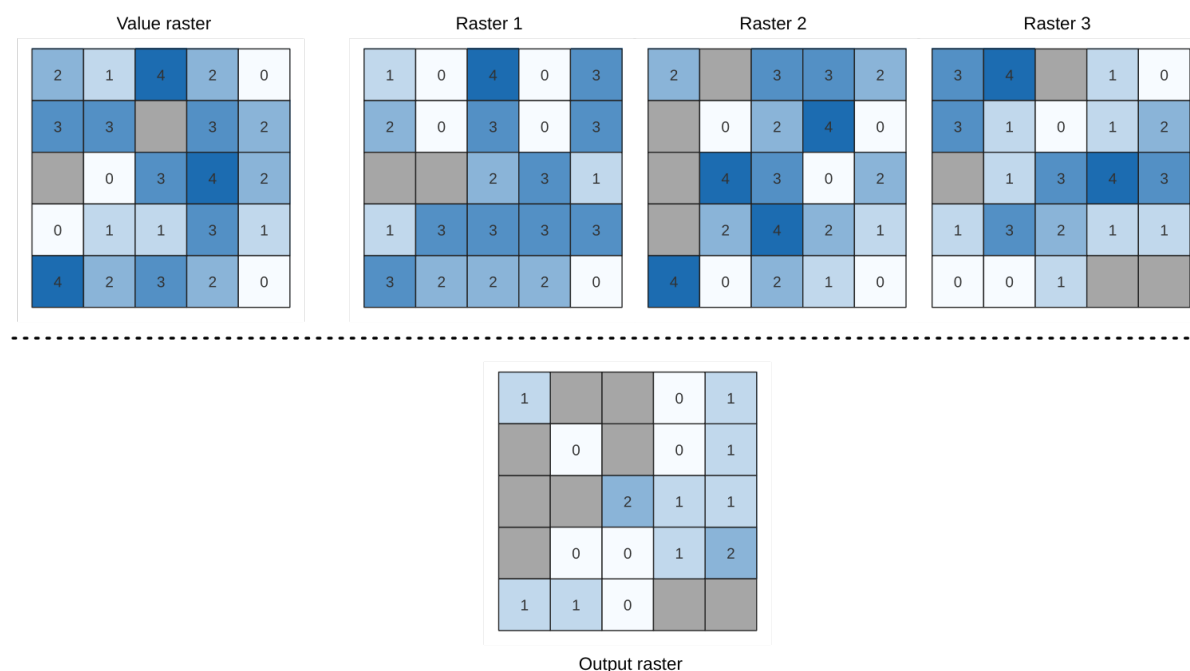 Value raster Raster 1 Raster 2 Raster 3
2 1 4 2 0 1 0 4 0 3 2 3 3 2 3 4 1 0
3 3 3 2 2 0 3 0 3 0 2 4 0 3 1 0 1 2
0 3 4 2 2 3 1 4 3 0 2 1 3 4 3
0 1 1 3 1 1 3 3 3 3 2 4 2 1 1 3 2 1 1
4 2 3 2 0 3 2 2 2 0 4 0 2 1 0 0 0 1
1 0 1
0 0 1
2 1 1
0 0 1 2
1 1 0
Output raster